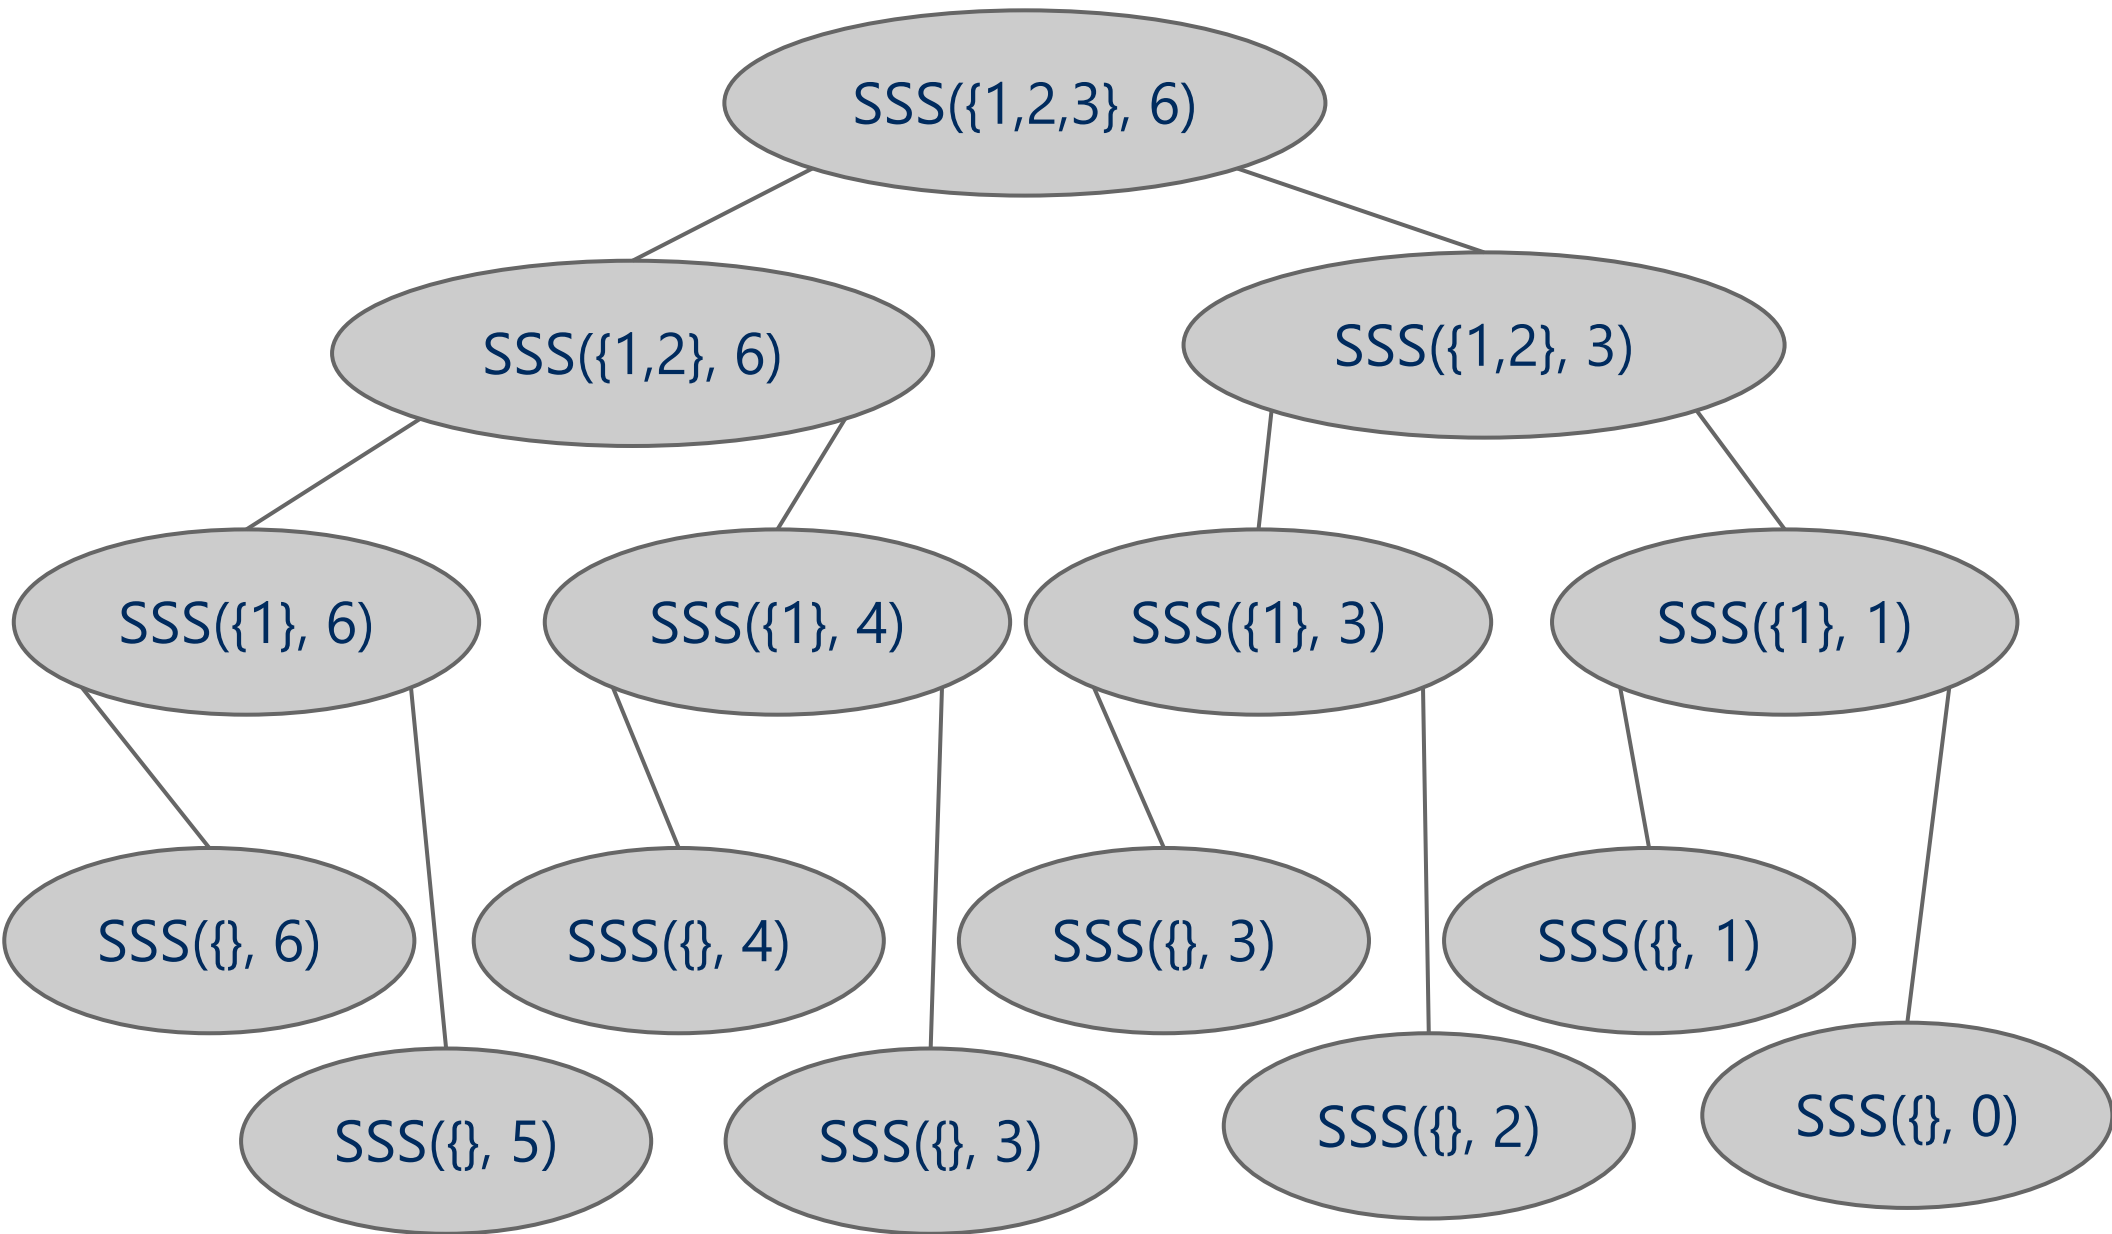 SSS({1,2,3}, 6)
SSS({1,2}, 6)
SSS({1,2}, 3)
SSS({1}, 6)
SSS({1}, 4)
SSS({1}, 3)
SSS({1}, 1)
SSS({}, 6)
SSS({}, 4)
SSS({}, 3)
SSS({}, 1)
SSS({}, 5)
SSS({}, 3)
SSS({}, 2)
SSS({}, 0)